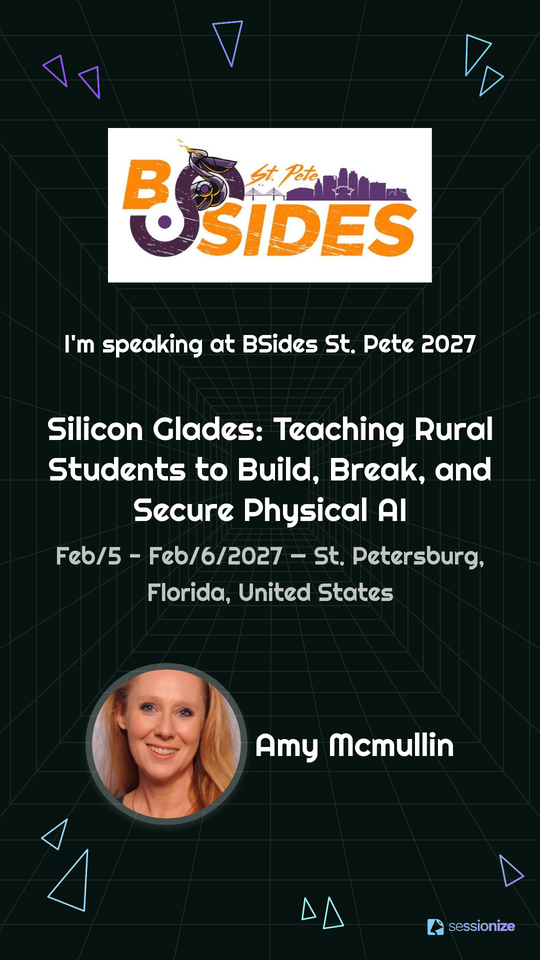 BSIDES St. Pete
I'm speaking at BSides St. Pete 2027
Silicon Glades: Teaching Rural
Students to Build, Break, and
Secure Physical AI
Feb/5 - Feb/6/2027 — St. Petersburg,
Florida, United States
Amy Mcmullin
sessionize